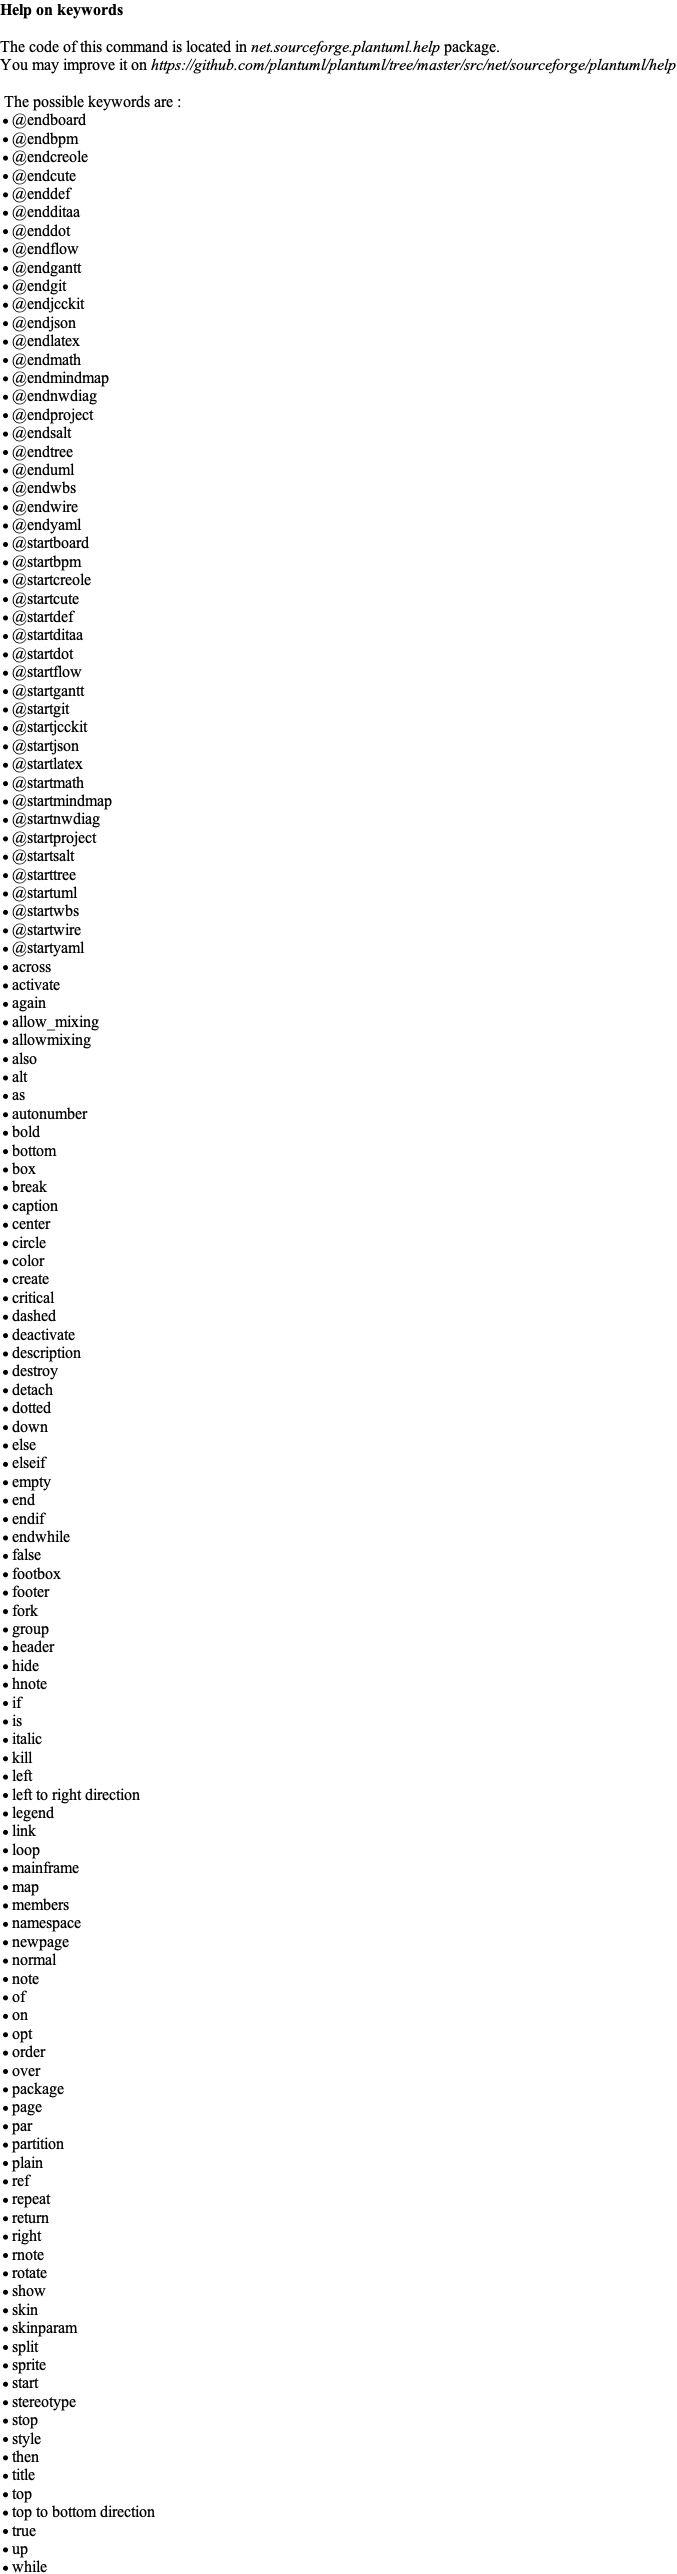 Help on keywords
The code of this command is located in net.sourceforge.plantuml.help package.
You may improve it on https://github.com/plantuml/plantuml/tree/master/src/net/sourceforge/plantuml/help
The possible keywords are :
• @endboard
• @endbpm
• @endcreole
• @endcute
• @enddef
• @endditaa
• @enddot
• @endflow
• @endgantt
• @endgit
• @endjcckit
• @endjson
• @endlatex
• @endmath
• @endmindmap
• @endnwdiag
• @endproject
• @endsalt
• @endtree
• @enduml
• @endwbs
• @endwire
• @endyaml
• @startboard
• @startbpm
• @startcreole
• @startcute
• @startdef
• @startditaa
• @startdot
• @startflow
• @startgantt
• @startgit
• @startjcckit
• @startjson
• @startlatex
• @startmath
• @startmindmap
• @startnwdiag
• @startproject
• @startsalt
• @starttree
• @startuml
• @startwbs
• @startwire
• @startyaml
• across
• activate
• again
• allow_mixing
• allowmixing
• also
• alt
• as
• autonumber
• bold
• bottom
• box
• break
• caption
• center
• circle
• color
• create
• critical
• dashed
• deactivate
• description
• destroy
• detach
• dotted
• down
• else
• elseif
• empty
• end
• endif
• endwhile
• false
• footbox
• footer
• fork
• group
• header
• hide
• hnote
• if
• is
• italic
• kill
• left
• left to right direction
• legend
• link
• loop
• mainframe
• map
• members
• namespace
• newpage
• normal
• note
• of
• on
• opt
• order
• over
• package
• page
• par
• partition
• plain
• ref
• repeat
• return
• right
• rnote
• rotate
• show
• skin
• skinparam
• split
• sprite
• start
• stereotype
• stop
• style
• then
• title
• top
• top to bottom direction
• true
• up
• while